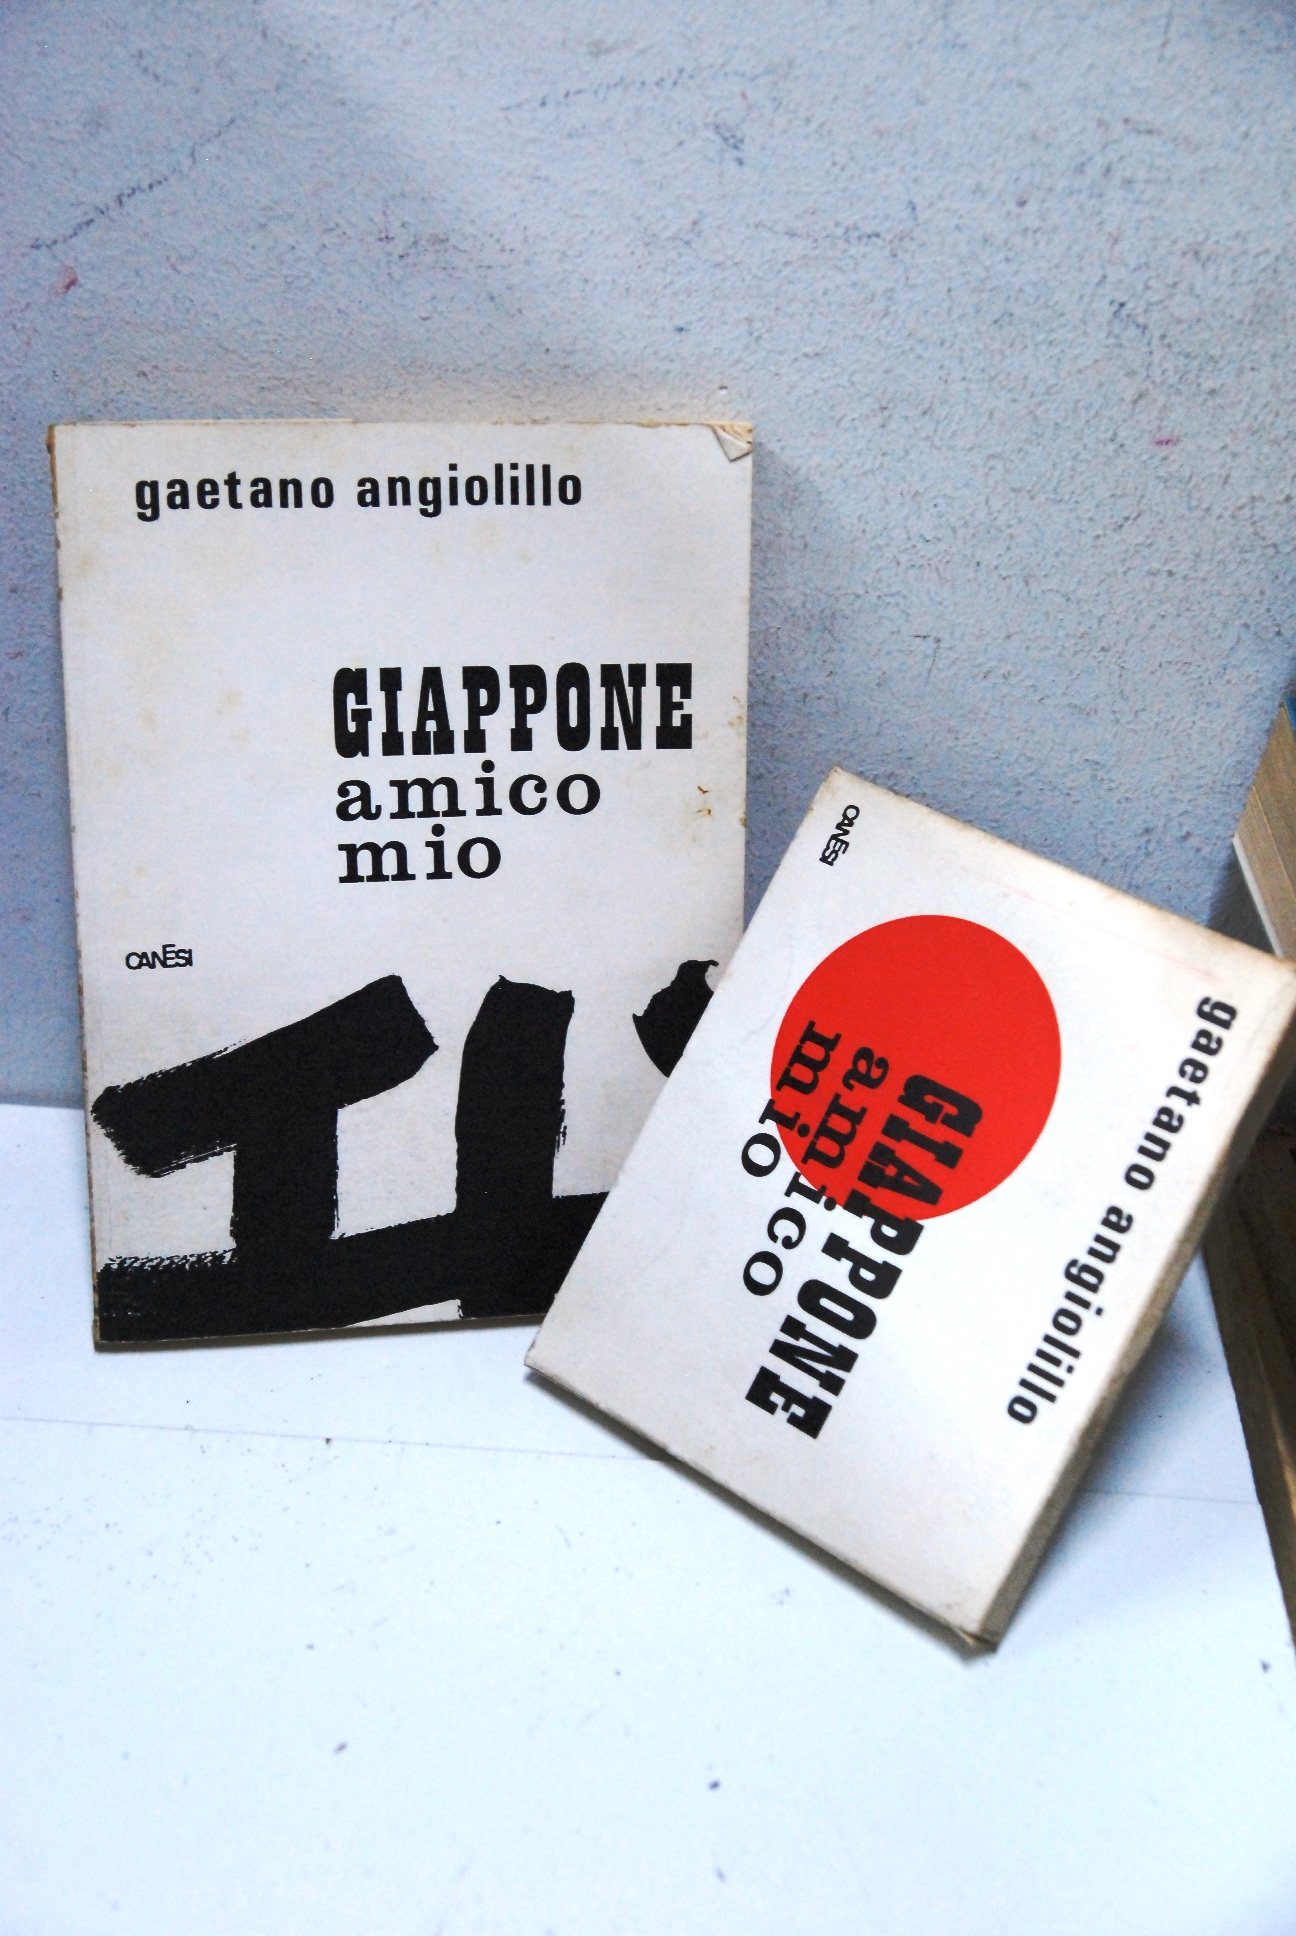 gaetano angiolillo
GIAPPONE
amico
mio
CANESI
gaetano angiolillo
GIAPPONE
amico
mio
CANESI